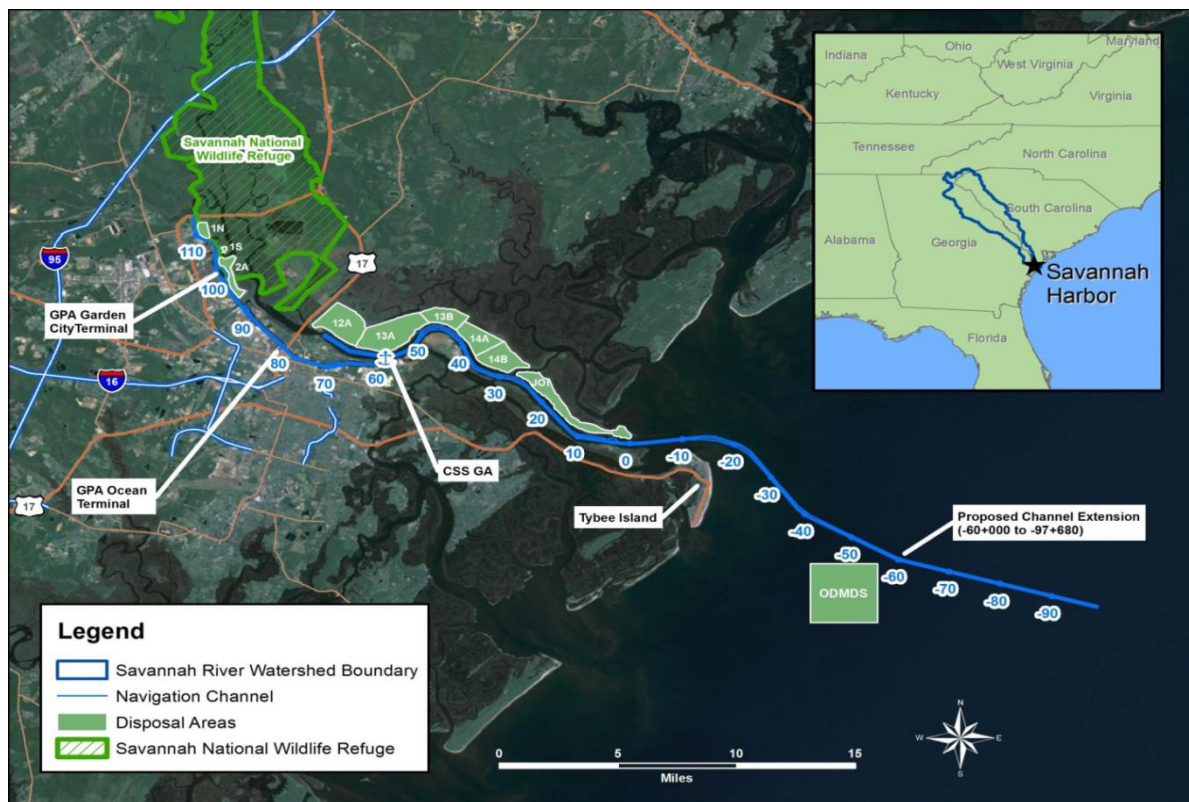 Indiana
Ohio
Maryland
West Virginia
Kentucky
Virginia
Tennessee
North Carolina
South Carolina
Alabama
Georgia
Florida
Savannah
Harbor
Savannah National
Wildlife Refuge
1N
110
1S
2A
95
17
100
GPA Garden
CityTerminal
90
12A
13A
13B
14A
14B
JOI
80
70
60
50
40
30
20
10
0
-10
-20
-30
-40
-50
-60
-70
-80
-90
16
CSS GA
GPA Ocean
Terminal
17
Tybee Island
Proposed Channel Extension
(-60+000 to -97+680)
ODMDS
Legend
Savannah River Watershed Boundary
Navigation Channel
Disposal Areas
Savannah National Wildlife Refuge
0 5 10 15
Miles
N
W E
S